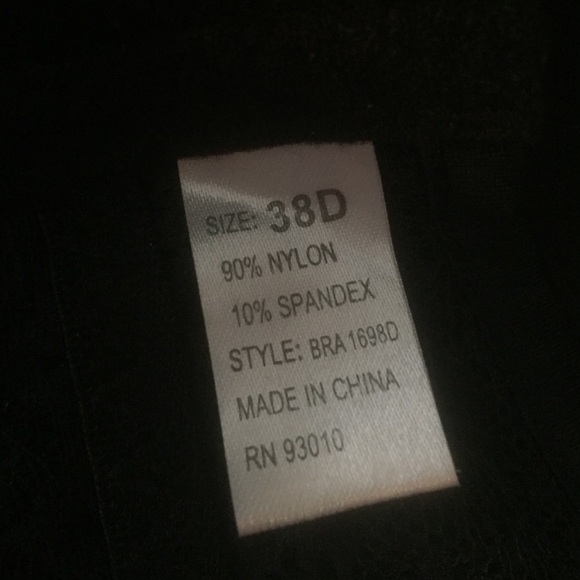 SIZE: 38D
90% NYLON
10% SPANDEX
STYLE: BRA1698D
MADE IN CHINA
RN 93010